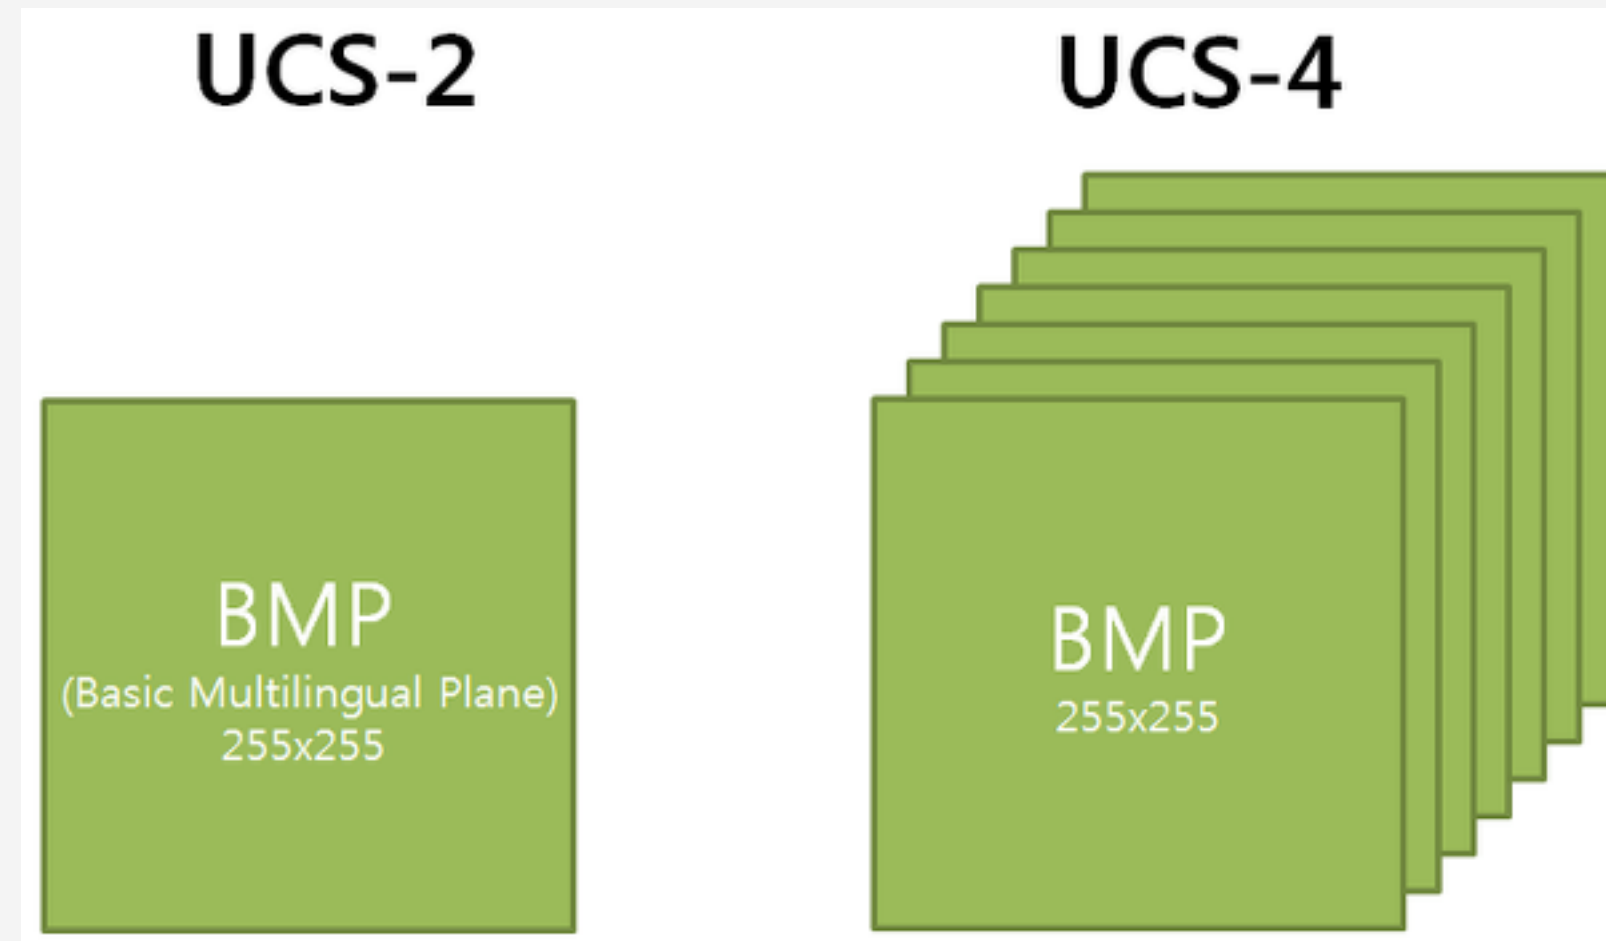 UCS-2
UCS-4
BMP
(Basic Multilingual Plane)
255x255
BMP
255x255